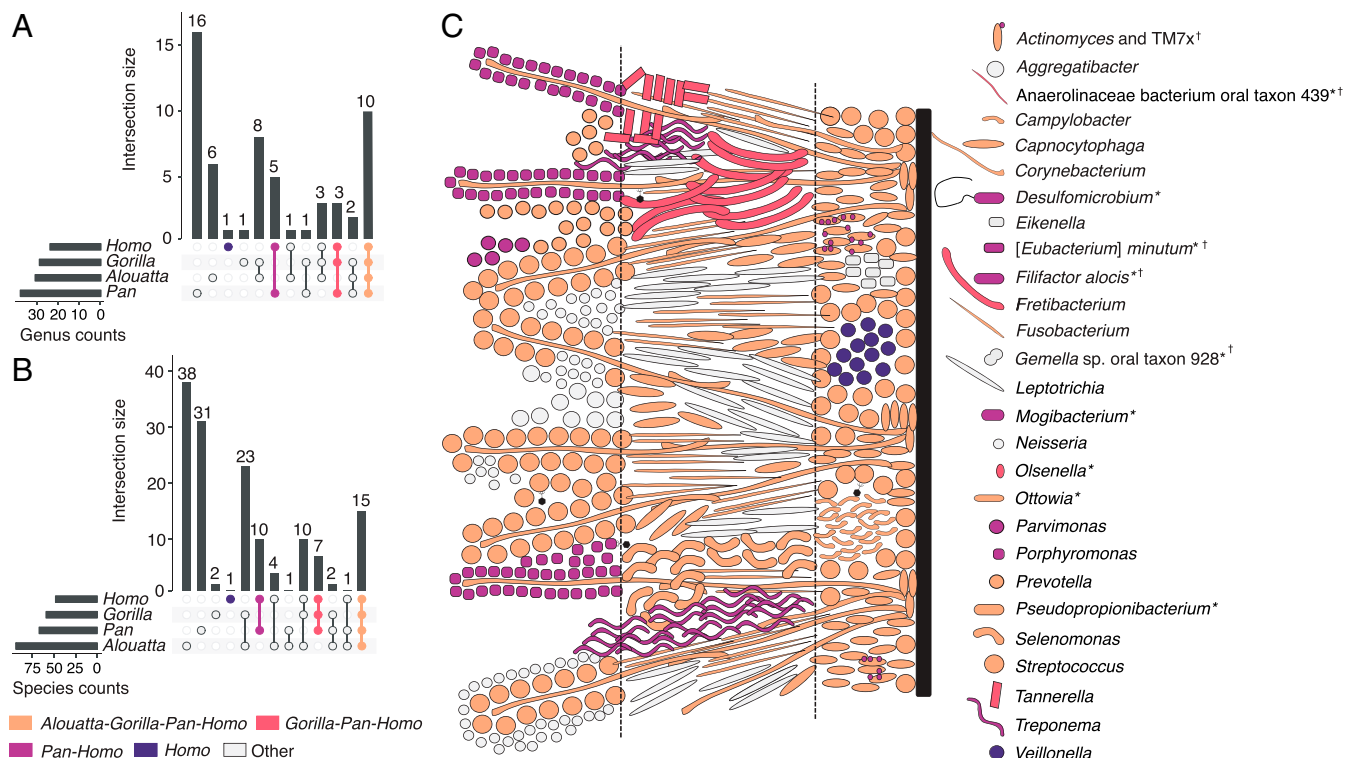 A
Intersection size
15
10
5
0
16
6
1
1
8
5
1
1
3
3
2
10
Homo
Gorilla
Alouatta
Pan
30 20 10 0
Genus counts
B
Intersection size
40
30
20
10
0
38
31
2
1
23
10
4
1
10
7
2
1
15
Homo
Gorilla
Pan
Alouatta
75 50 25 0
Species counts
Alouatta-Gorilla-Pan-Homo
Gorilla-Pan-Homo
Pan-Homo
Homo
Other
C
Actinomyces and TM7x†
Aggregatibacter
Anaerolinaceae bacterium oral taxon 439*†
Campylobacter
Capnocytophaga
Corynebacterium
Desulfomicrobium*
Eikenella
[Eubacterium] minutum*†
Filifactor alocis*†
Fretibacterium
Fusobacterium
Gemella sp. oral taxon 928*†
Leptotrichia
Mogibacterium*
Neisseria
Olsenella*
Ottowia*
Parvimonas
Porphyromonas
Prevotella
Pseudopropionibacterium*
Selenomonas
Streptococcus
Tannerella
Treponema
Veillonella